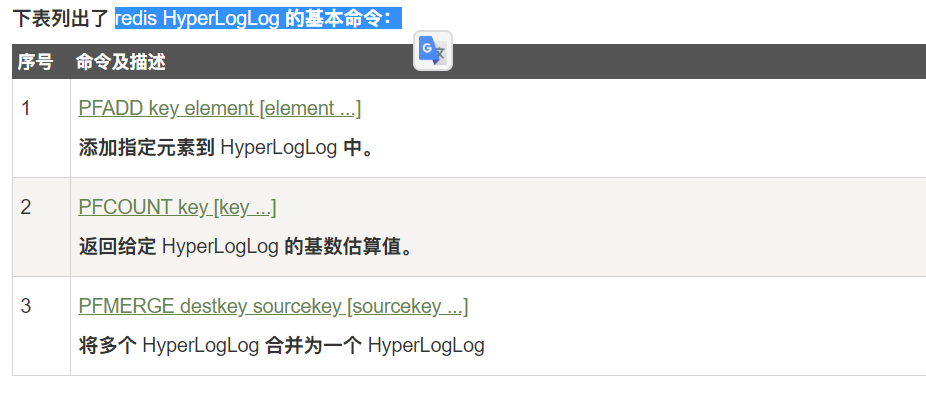 下表列出了 redis HyperLogLog 的基本命令：
序号 命令及描述
1 PFADD key element [element ...]
添加指定元素到 HyperLogLog 中。
2 PFCOUNT key [key ...]
返回给定 HyperLogLog 的基数估算值。
3 PFMERGE destkey sourcekey [sourcekey ...]
将多个 HyperLogLog 合并为一个 HyperLogLog